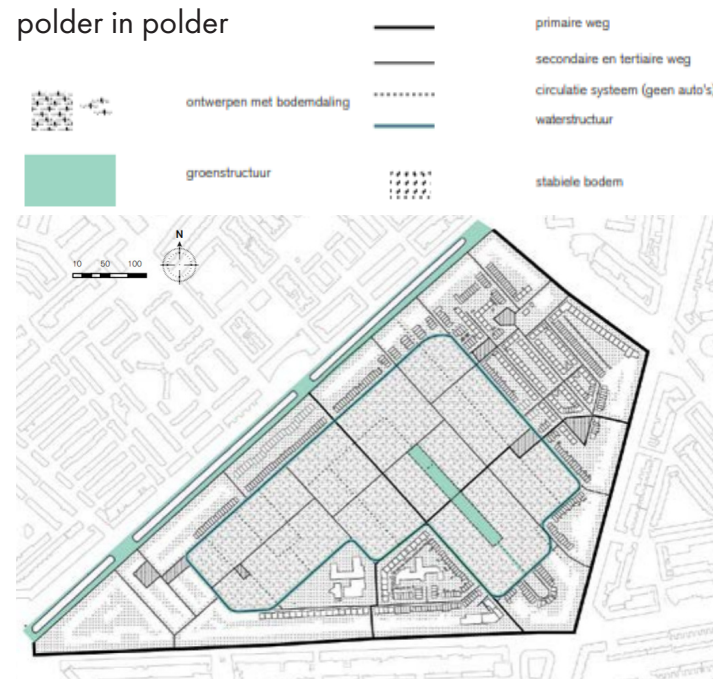 polder in polder
primaire weg
secondaire en tertiaire weg
circulatie systeem (geen auto's)
ontwerpen met bodemdaling
waterstructuur
groenstructuur
stabiele bodem
N
10 50 100